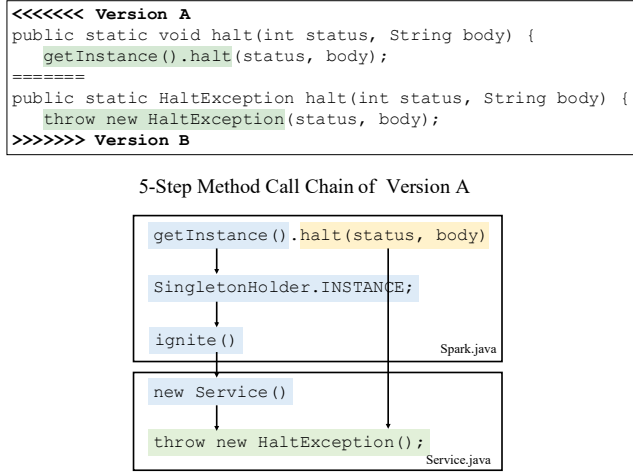 <<<<<<< Version A
public static void halt(int status, String body) {
getInstance().halt(status, body);
=======
public static HaltException halt(int status, String body) {
throw new HaltException(status, body);
>>>>>>> Version B
5-Step Method Call Chain of Version A
getInstance().halt(status, body)
SingletonHolder.INSTANCE;
ignite()
Spark.java
new Service()
throw new HaltException();
Service.java